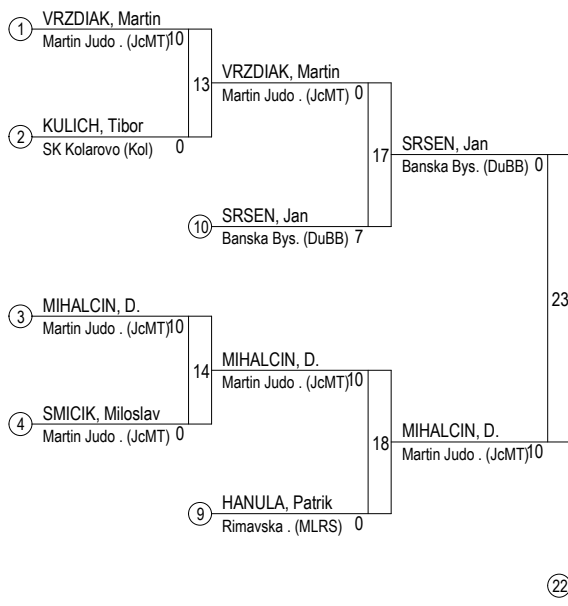 1 VRZDIAK, Martin
Martin Judo . (JcMT) 10
13
2 KULICH, Tibor
SK Kolarovo (Kol) 0
VRZDIAK, Martin
Martin Judo . (JcMT) 0
17
10 SRSEN, Jan
Banska Bys. (DuBB) 7
SRSEN, Jan
Banska Bys. (DuBB) 0
23
3 MIHALCIN, D.
Martin Judo . (JcMT) 10
14
4 SMICIK, Miloslav
Martin Judo . (JcMT) 0
MIHALCIN, D.
Martin Judo . (JcMT) 10
18
9 HANULA, Patrik
Rimavska . (MLRS) 0
MIHALCIN, D.
Martin Judo . (JcMT) 10
22